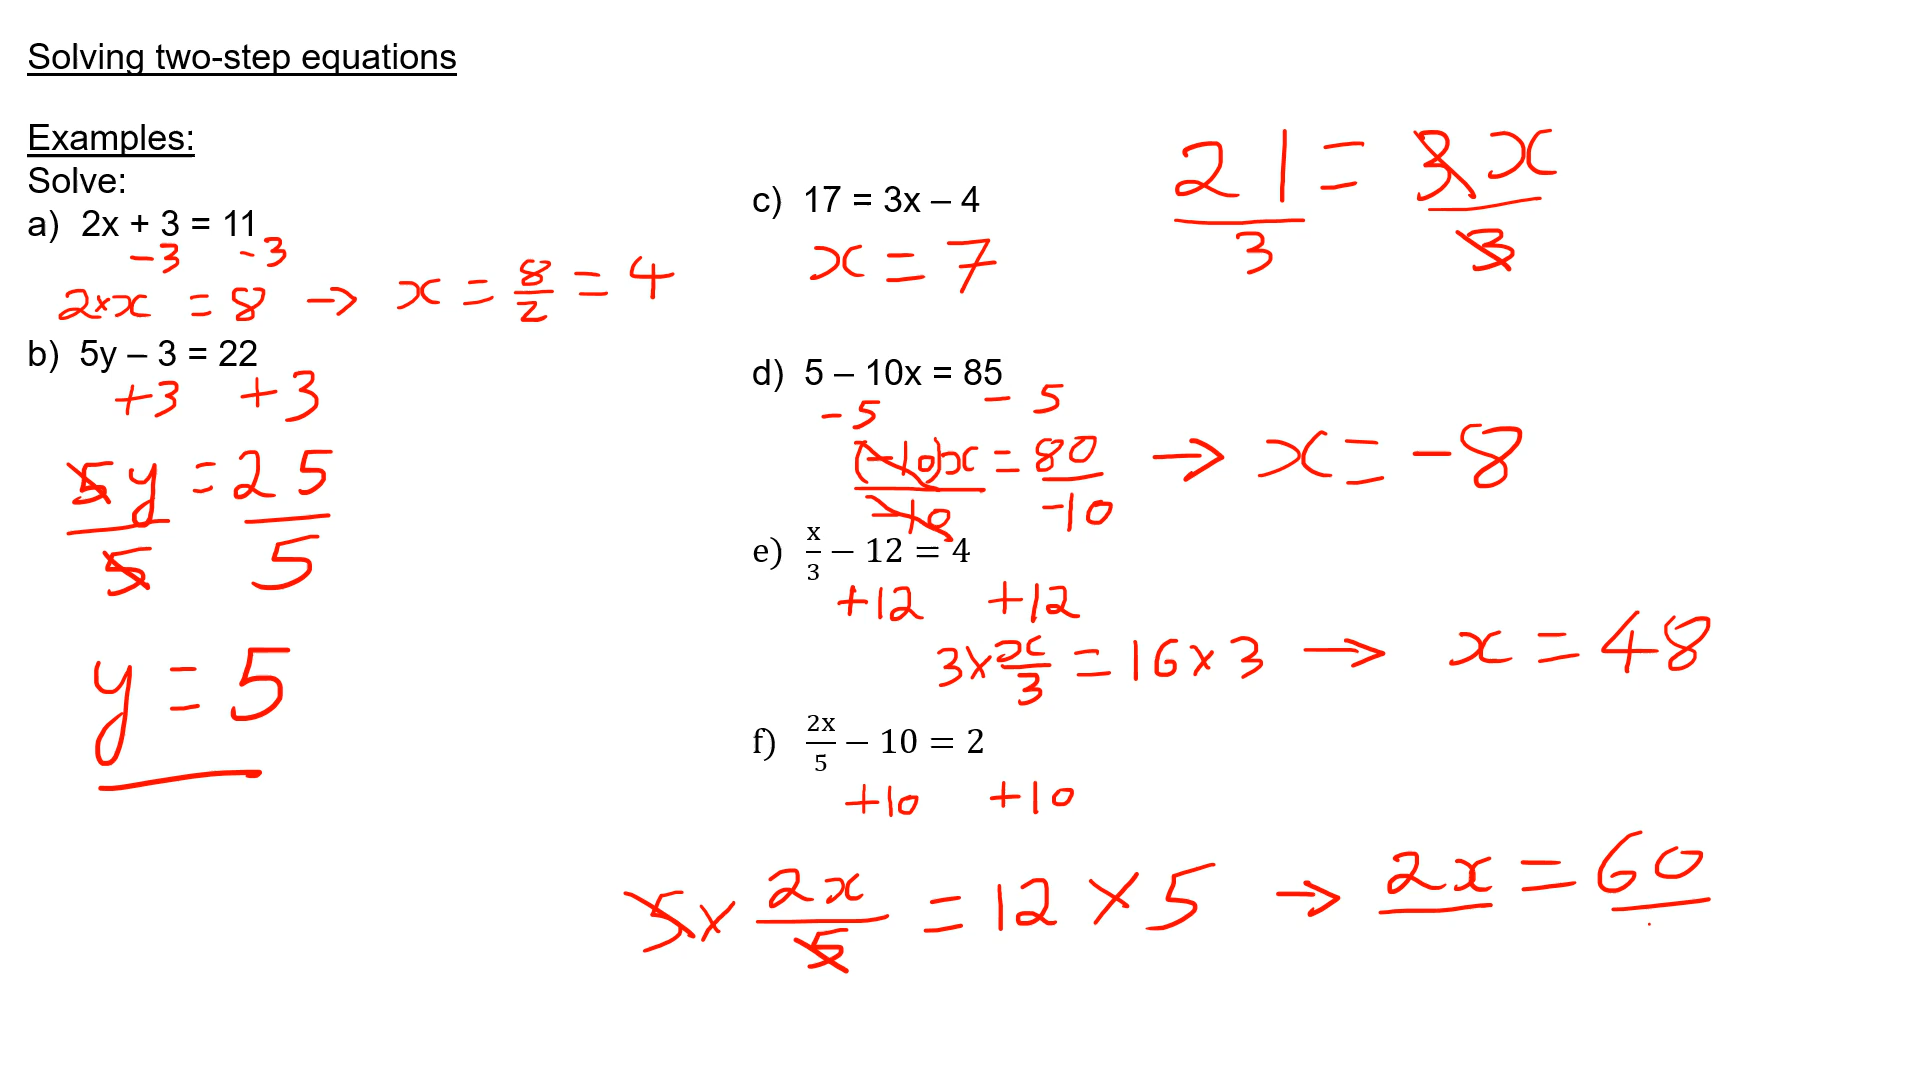 Solving two-step equations
Examples:
Solve:
a) 2x + 3 = 11
-3 -3
2×x = 8 → x = 8/2 = 4
b) 5y – 3 = 22
+3 +3
5y = 25
5 5
y = 5
c) 17 = 3x – 4
x = 7
21 = 3x
3 3
d) 5 – 10x = 85
-5 -5
(-10)x = 80 → x = -8
-10 -10
e) x/3 − 12 = 4
+12 +12
3 × x/3 = 16 × 3 → x = 48
f) 2x/5 − 10 = 2
+10 +10
5 × 2x/5 = 12 × 5 → 2x = 60